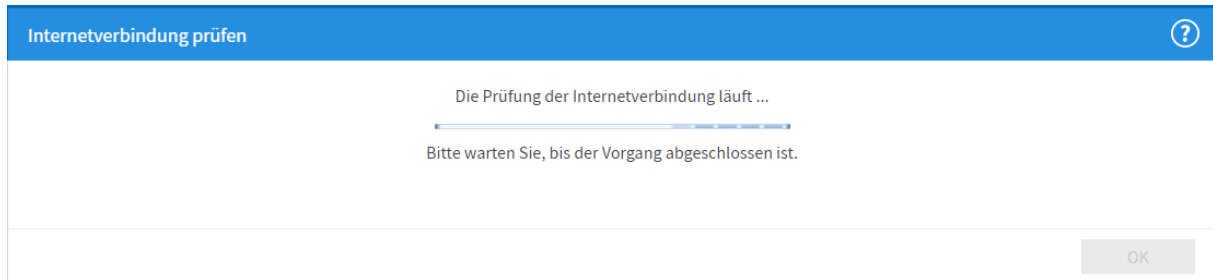 Internetverbindung prüfen
?
Die Prüfung der Internetverbindung läuft ...
Bitte warten Sie, bis der Vorgang abgeschlossen ist.
OK